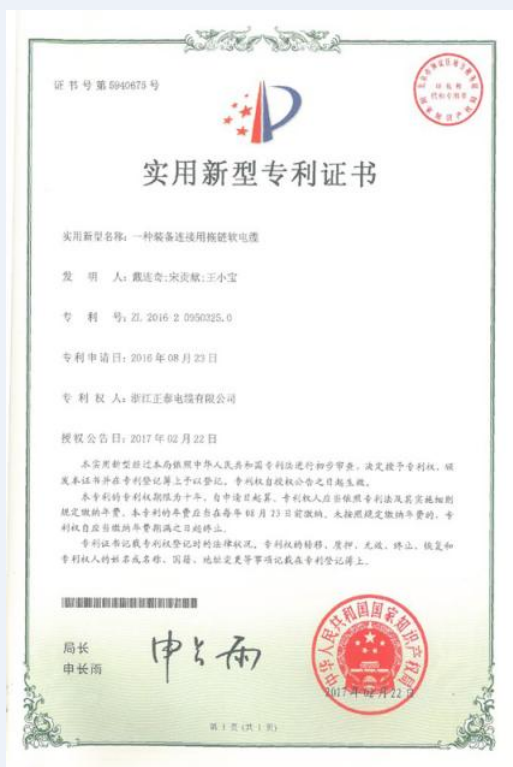 证书号第5940675号
实用新型专利证书
实用新型名称：一种装备连接用拖链软电缆
发 明 人：戴连奇;宋贡献;王小宝
专 利 号：ZL 2016 2 0950325.0
专利申请日：2016年08月23日
专 利 权 人：浙江正泰电缆有限公司
授权公告日：2017年02月22日
本实用新型经过本局依照中华人民共和国专利法进行初步审查，决定授予专利权，颁
发本证书并在专利登记簿上予以登记。专利权自授权公告之日起生效。
本专利的专利权期限为十年，自申请日起算。专利权人应当依照专利法及其实施细则
规定缴纳年费。本专利的年费应当在每年08月23日前缴纳。未按照规定缴纳年费的，专
利权自应当缴纳年费期满之日起终止。
专利证书记载专利权登记时的法律状况。专利权的转移、质押、无效、终止、恢复和
专利权人的姓名或名称、国籍、地址变更等事项记载在专利登记簿上。
局长
申长雨
申长雨
中华人民共和国国家知识产权局
2017年02月22日
第1页(共1页)